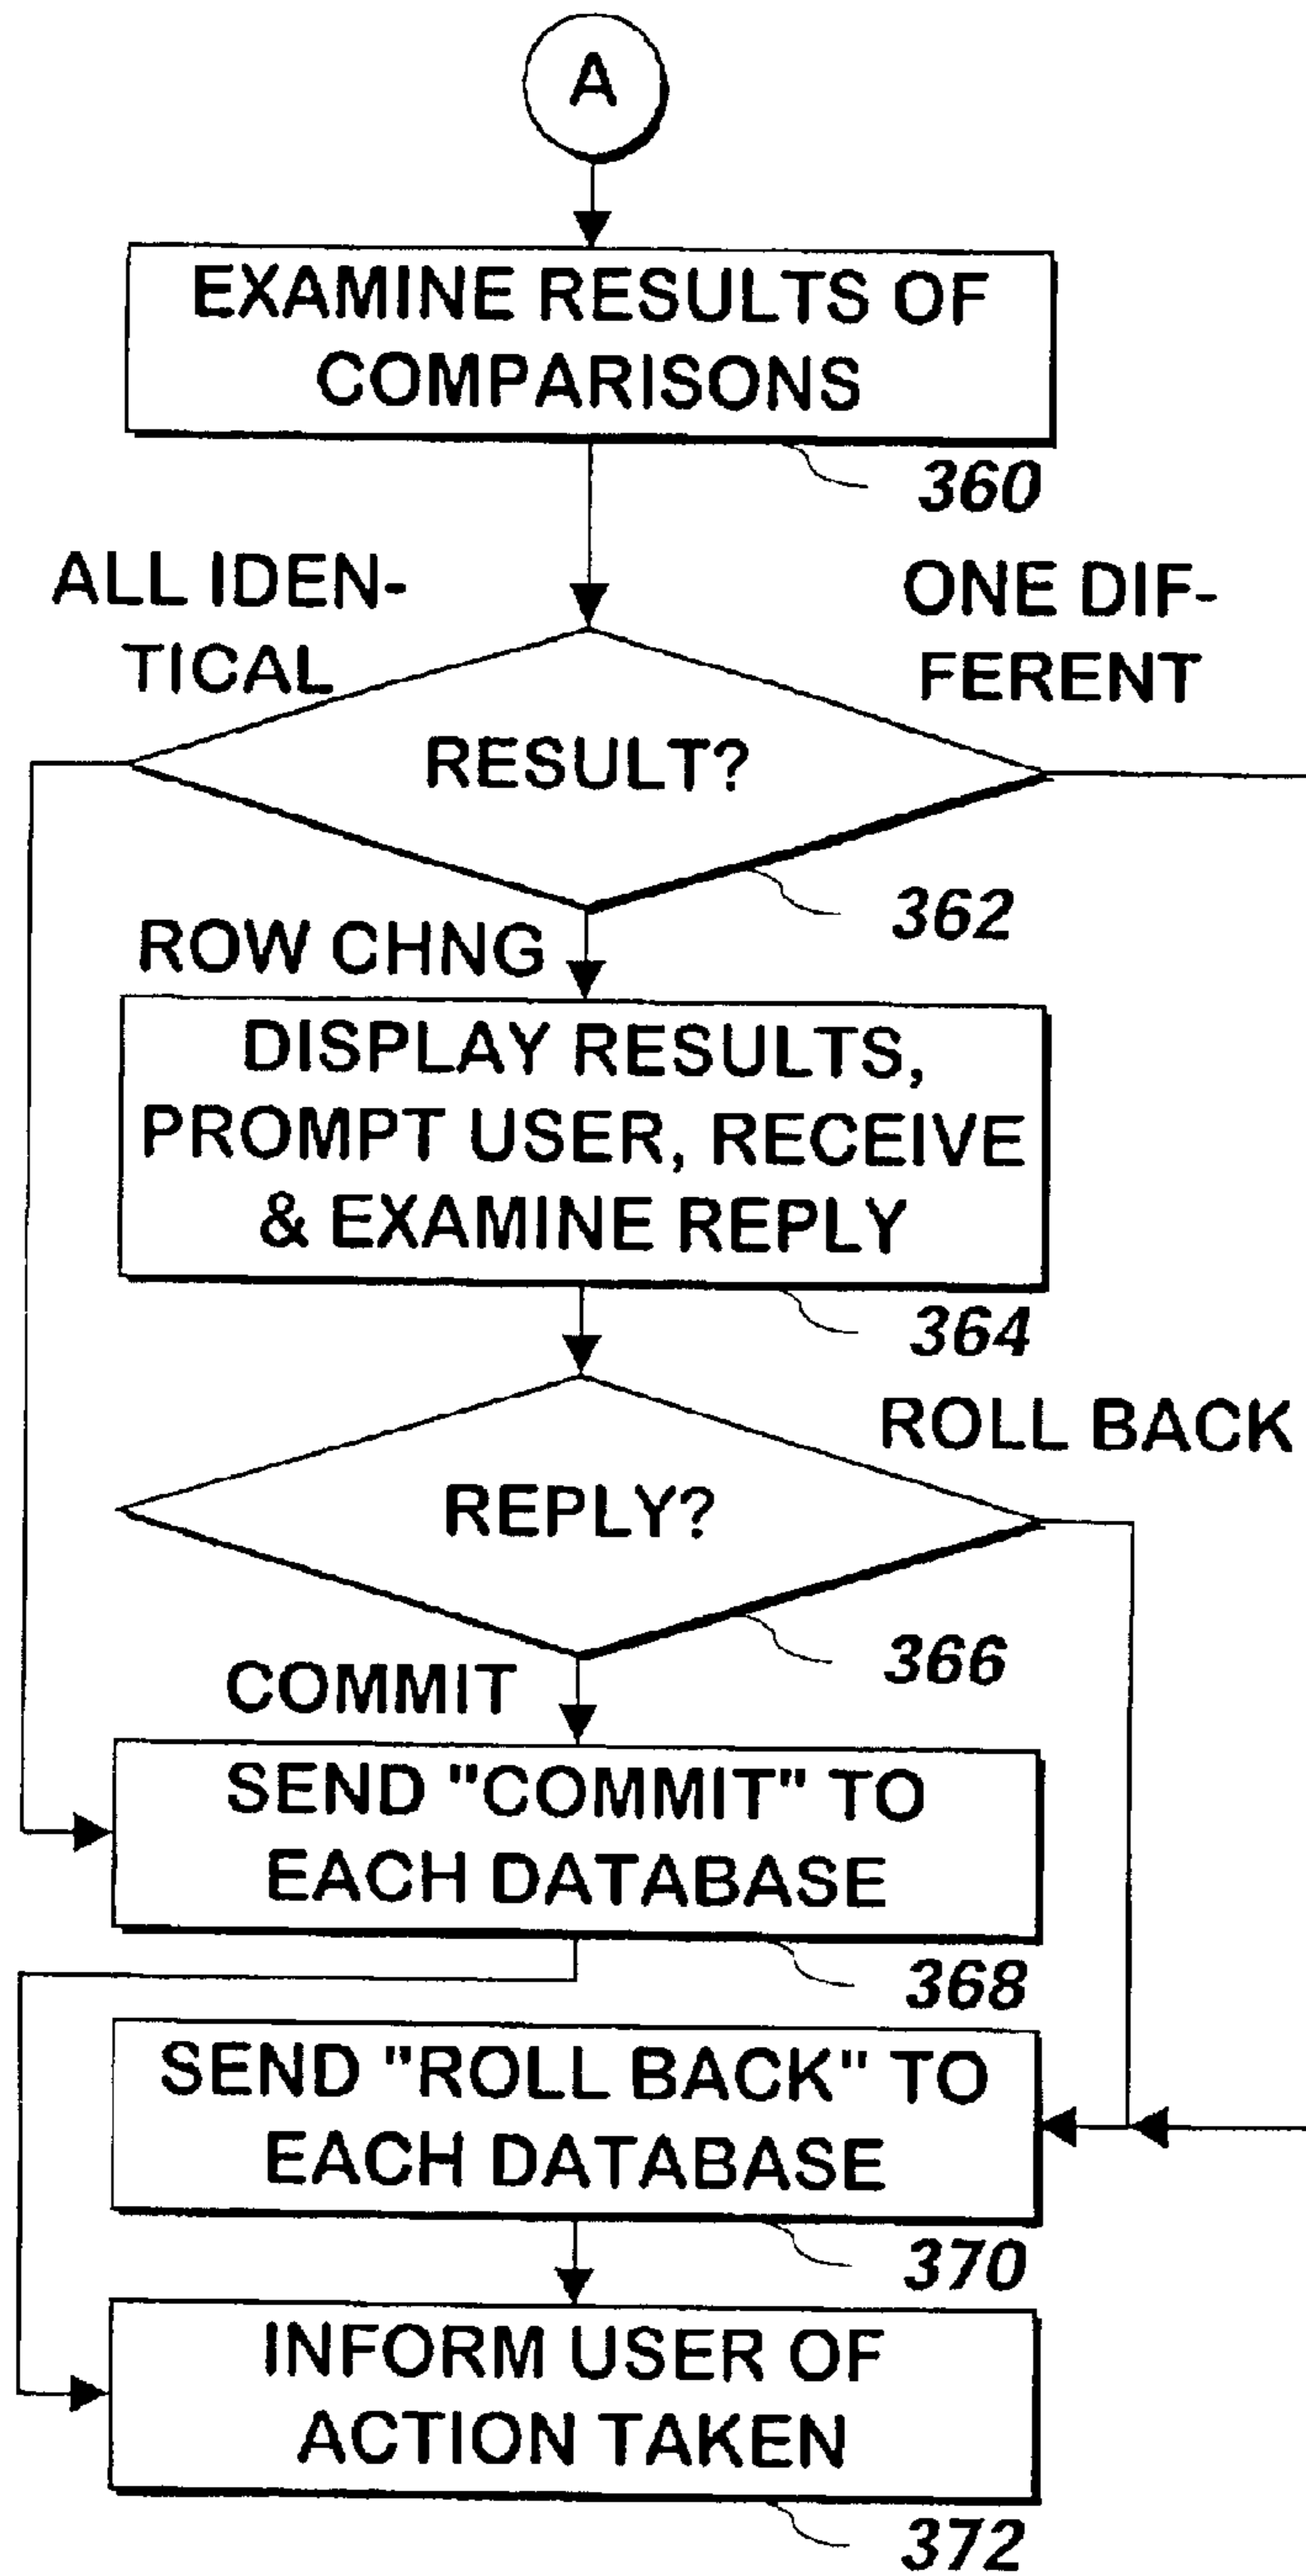 A
EXAMINE RESULTS OF
COMPARISONS
360
ALL IDEN-
TICAL
ONE DIF-
FERENT
RESULT?
362
ROW CHNG
DISPLAY RESULTS,
PROMPT USER, RECEIVE
& EXAMINE REPLY
364
ROLL BACK
REPLY?
366
COMMIT
SEND "COMMIT" TO
EACH DATABASE
368
SEND "ROLL BACK" TO
EACH DATABASE
370
INFORM USER OF
ACTION TAKEN
372